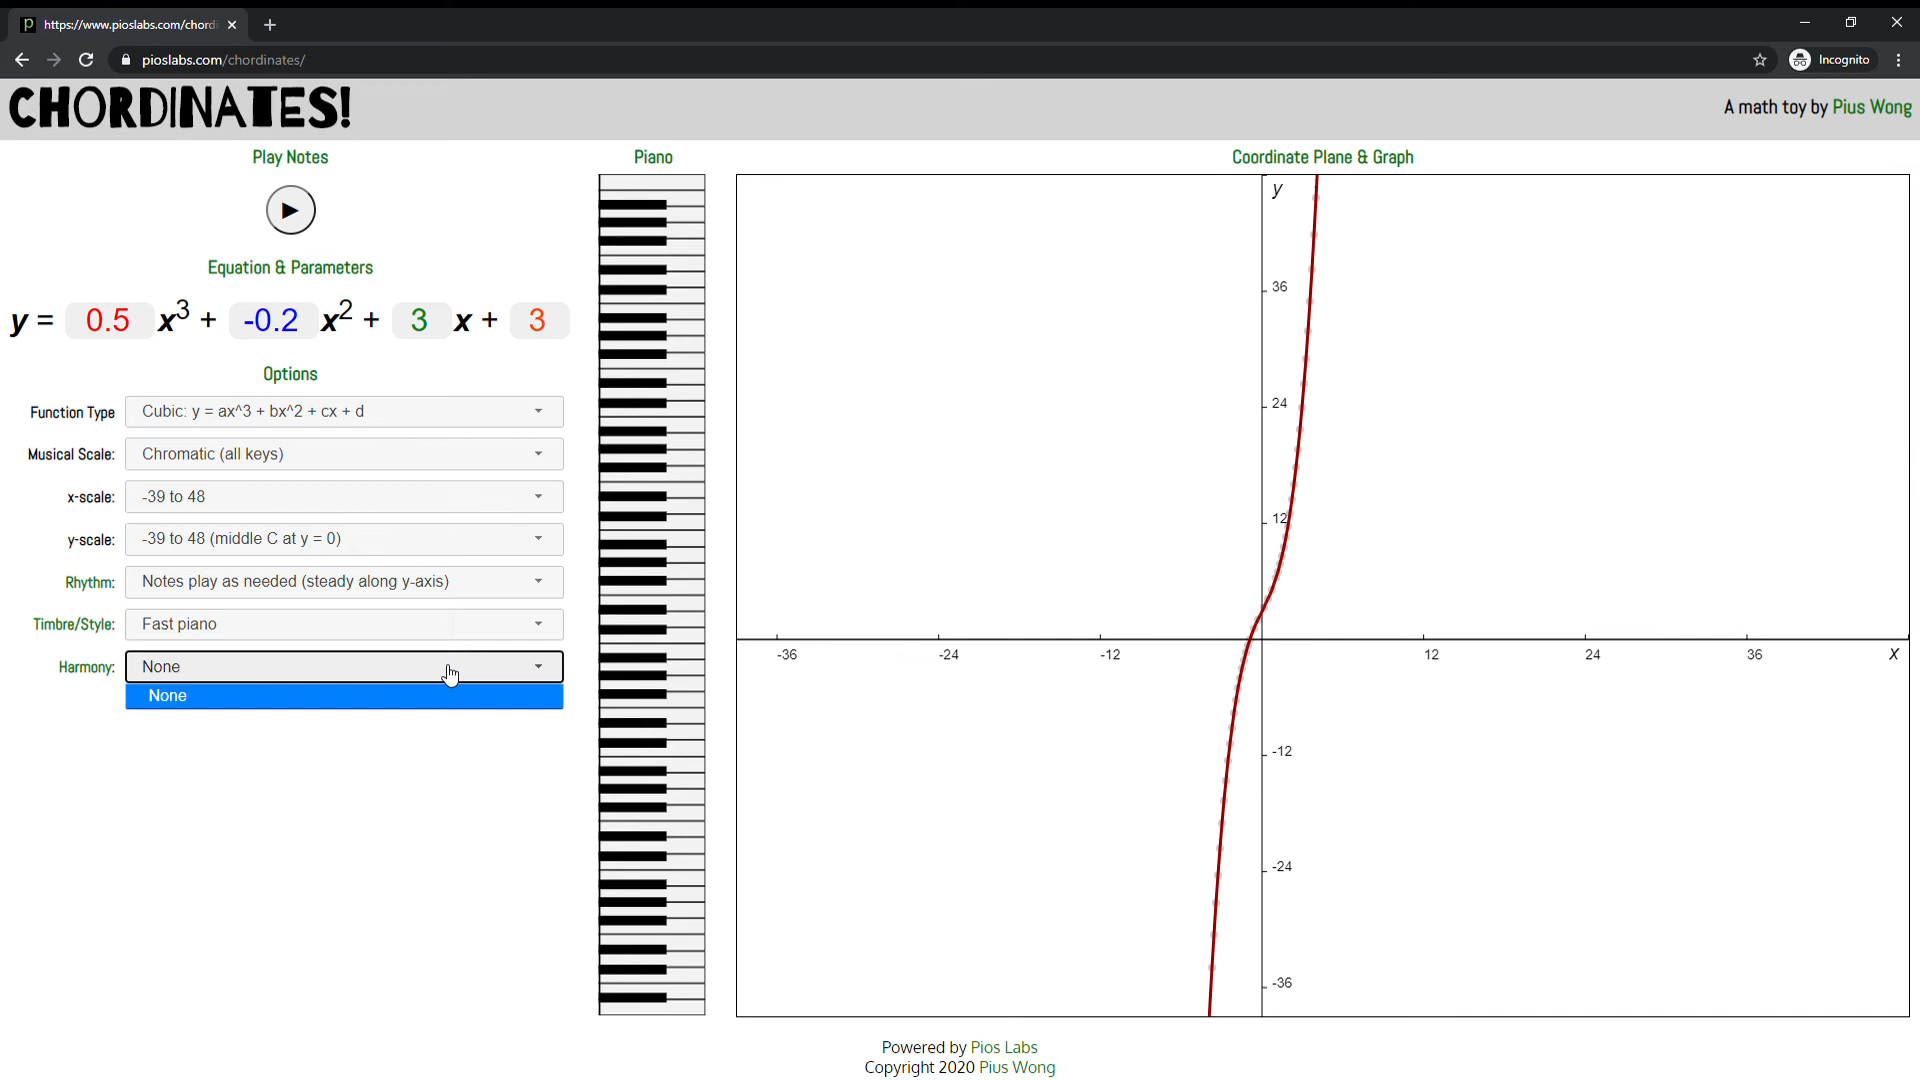 https://www.pioslabs.com/chord
pioslabs.com/chordinates/
Incognito
CHORDINATES!
A math toy by Pius Wong
Play Notes
Piano
Coordinate Plane & Graph
Equation & Parameters
y = 0.5 x³ + -0.2 x² + 3 x + 3
Options
Function Type
Cubic: y = ax^3 + bx^2 + cx + d
Musical Scale:
Chromatic (all keys)
x-scale:
-39 to 48
y-scale:
-39 to 48 (middle C at y = 0)
Rhythm:
Notes play as needed (steady along y-axis)
Timbre/Style:
Fast piano
Harmony:
None
None
y
36
24
12
-36
-24
-12
12
24
36
x
-12
-24
-36
Powered by Pios Labs
Copyright 2020 Pius Wong